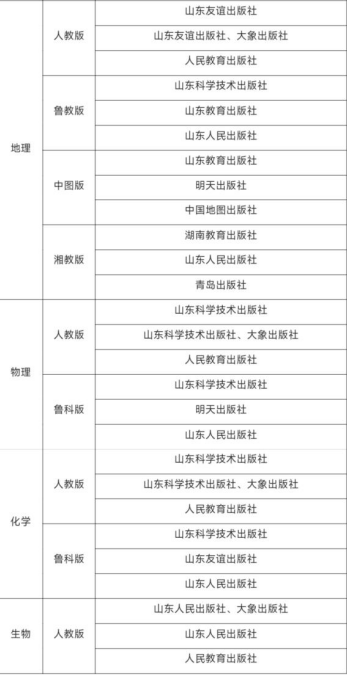 地理
人教版
山东友谊出版社
山东友谊出版社、大象出版社
人民教育出版社
鲁教版
山东科学技术出版社
山东教育出版社
山东人民出版社
中图版
山东教育出版社
明天出版社
中国地图出版社
湘教版
湖南教育出版社
山东人民出版社
青岛出版社
物理
人教版
山东科学技术出版社
山东科学技术出版社、大象出版社
人民教育出版社
鲁科版
山东科学技术出版社
明天出版社
山东人民出版社
化学
人教版
山东科学技术出版社
山东科学技术出版社、大象出版社
人民教育出版社
鲁科版
山东科学技术出版社
山东友谊出版社
山东人民出版社
生物
人教版
山东人民出版社、大象出版社
山东人民出版社
人民教育出版社